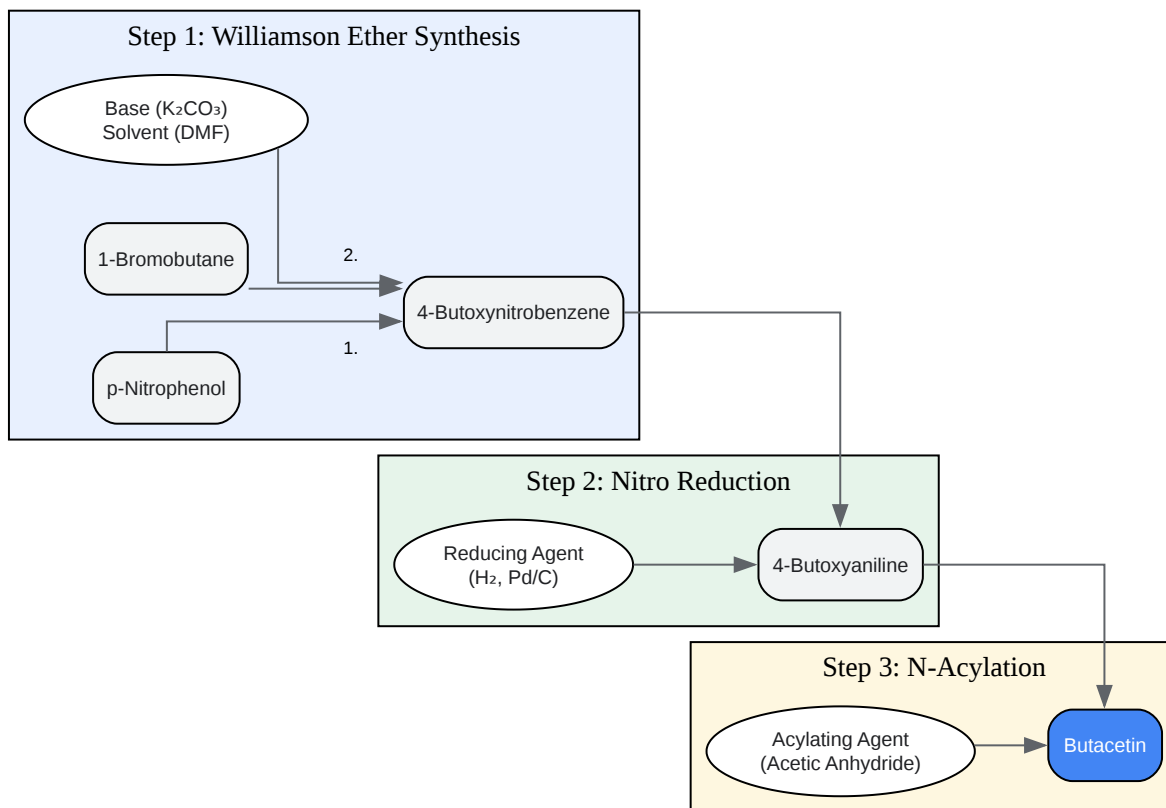 Step 1: Williamson Ether Synthesis
Base (K₂CO₃)
Solvent (DMF)
1-Bromobutane
2.
4-Butoxynitrobenzene
1.
p-Nitrophenol
Step 2: Nitro Reduction
Reducing Agent
(H₂, Pd/C)
4-Butoxyaniline
Step 3: N-Acylation
Acylating Agent
(Acetic Anhydride)
Butacetin